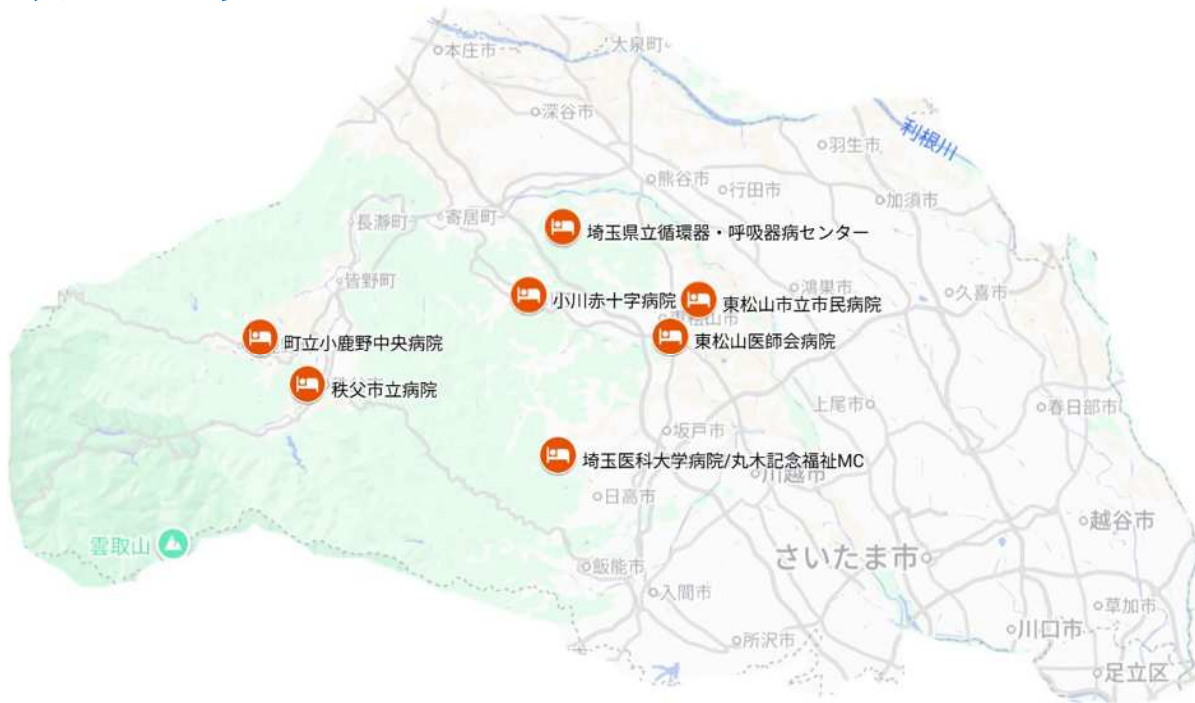 本庄市
大泉町
深谷市
利根川
羽生市
熊谷市
行田市
加須市
長瀞町
寄居町
埼玉県立循環器・呼吸器病センター
皆野町
小川赤十字病院
東松山市立市民病院
鴻巣市
久喜市
東松山市
町立小鹿野中央病院
東松山医師会病院
秩父市立病院
上尾市
春日部市
坂戸市
埼玉医科大学病院/丸木記念福祉MC
川越市
日高市
越谷市
雲取山
さいたま市
飯能市
入間市
草加市
川口市
所沢市
足立区